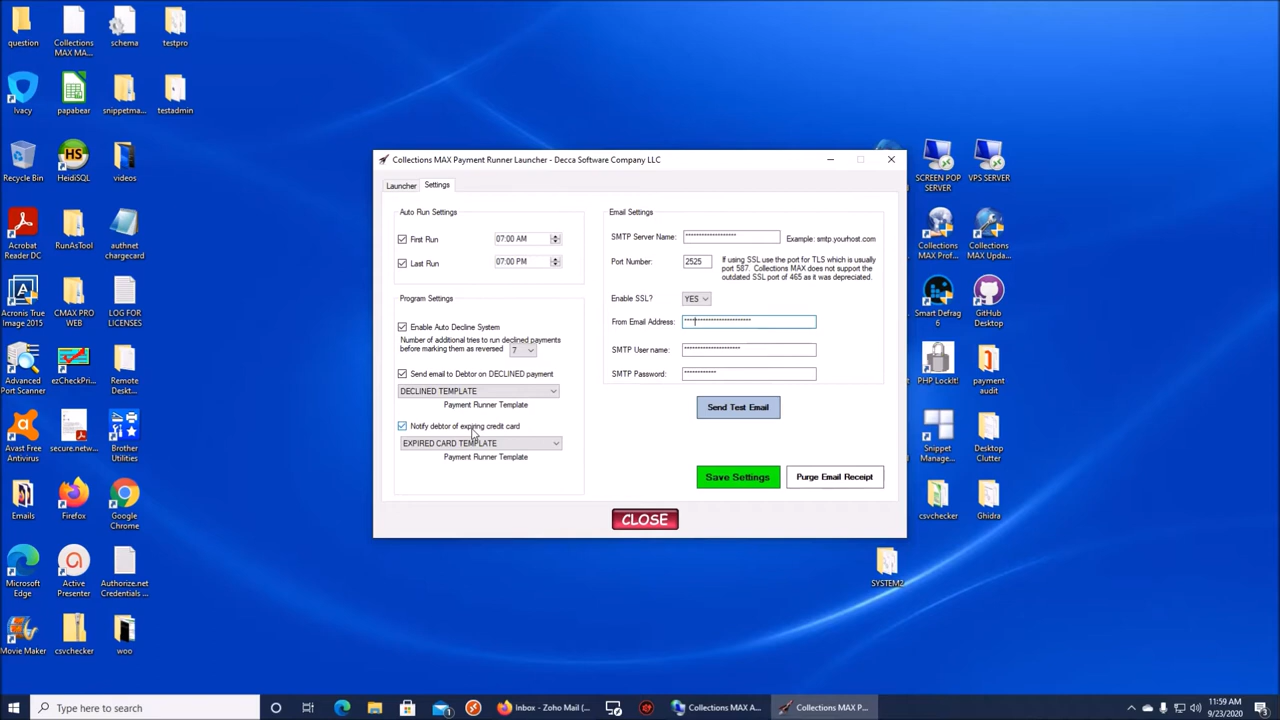 question
Collections
MAX MA...
schema
testpro
Ivacy
papabear
snippetma...
testadmin
Recycle Bin
HeidiSQL
videos
Acrobat
Reader DC
RunAsTool
authnet
chargecard
Acronis True
Image 2015
CMAX PRO
WEB
LOG FOR
LICENSES
Advanced
Port Scanner
ezCheckPri...
Remote
Deskto...
Avast Free
Antivirus
secure.netw...
Brother
Utilities
Emails
Firefox
Google
Chrome
Microsoft
Edge
Active
Presenter
Authorize.net
Credentials ...
Movie Maker
csvchecker
woo
Collections MAX Payment Runner Launcher - Decca Software Company LLC
Launcher
Settings
Auto Run Settings
First Run
07:00 AM
Last Run
07:00 PM
Program Settings
Enable Auto Decline System
Number of additional tries to run declined payments
before marking them as reversed
7
Send email to Debtor on DECLINED payment
DECLINED TEMPLATE
Payment Runner Template
Notify debtor of expiring credit card
EXPIRED CARD TEMPLATE
Payment Runner Template
Email Settings
SMTP Server Name:
Example: smtp.yourhost.com
Port Number:
2525
If using SSL use the port for TLS which is usually
port 587. Collections MAX does not support the
outdated SSL port of 465 as it was depreciated.
Enable SSL?
YES
From Email Address:
SMTP User name:
SMTP Password:
Send Test Email
Save Settings
Purge Email Receipt
CLOSE
SCREEN POP
SERVER
VPS SERVER
Collections
MAX Prof...
Collections
MAX Upda...
Smart Defrag
6
GitHub
Desktop
PHP LockIt!
payment
audit
Snippet
Manage...
Desktop
Clutter
csvchecker
Ghidra
SYSTEM2
Type here to search
Inbox - Zoho Mail (...
Collections MAX A...
Collections MAX P...
11:59 AM
9/23/2020